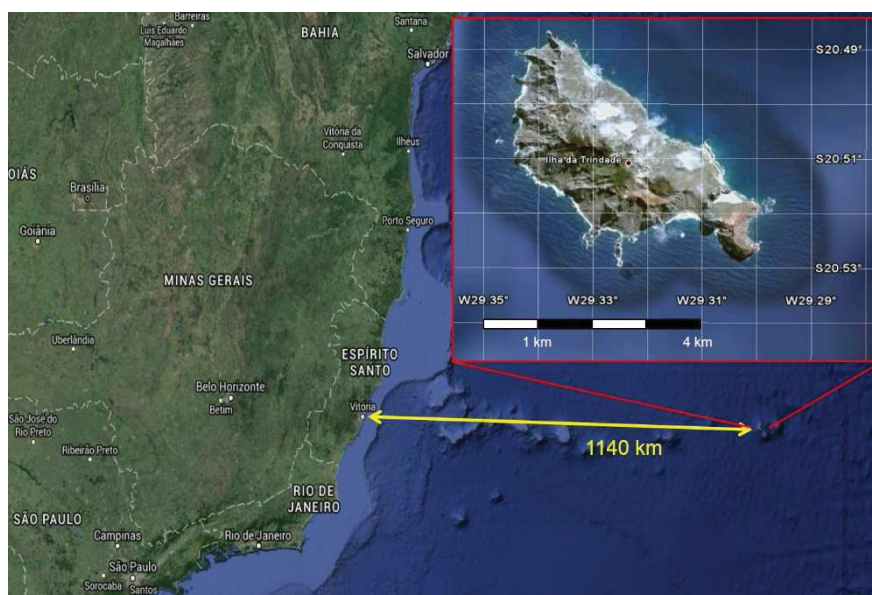 Barreiras
Luis Eduardo
Magalhães
BAHIA
Santana
Salvador
Vitória da
Conquista
Ilhéus
OIÁS
Brasília
Goiânia
Porto Seguro
MINAS GERAIS
Uberlândia
ESPÍRITO
SANTO
Belo Horizonte
Betim
Vitória
São José do
Rio Preto
Ribeirão Preto
1140 km
RIO DE
JANEIRO
SÃO PAULO
Campinas
Rio de Janeiro
São Paulo
Sorocaba
Santos
S20.49°
Ilha da Trindade
S20.51°
S20.53°
W29.35°
W29.33°
W29.31°
W29.29°
1 km
4 km